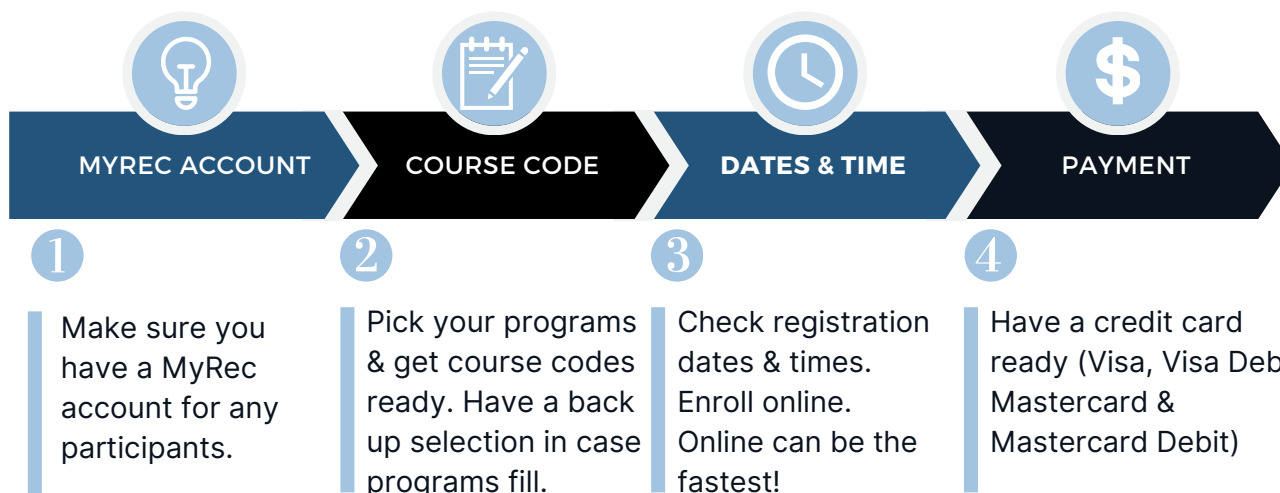 MYREC ACCOUNT
COURSE CODE
DATES & TIME
PAYMENT
1
Make sure you
have a MyRec
account for any
participants.
2
Pick your programs
& get course codes
ready. Have a back
up selection in case
programs fill.
3
Check registration
dates & times.
Enroll online.
Online can be the
fastest!
4
Have a credit card
ready (Visa, Visa Deb
Mastercard &
Mastercard Debit)